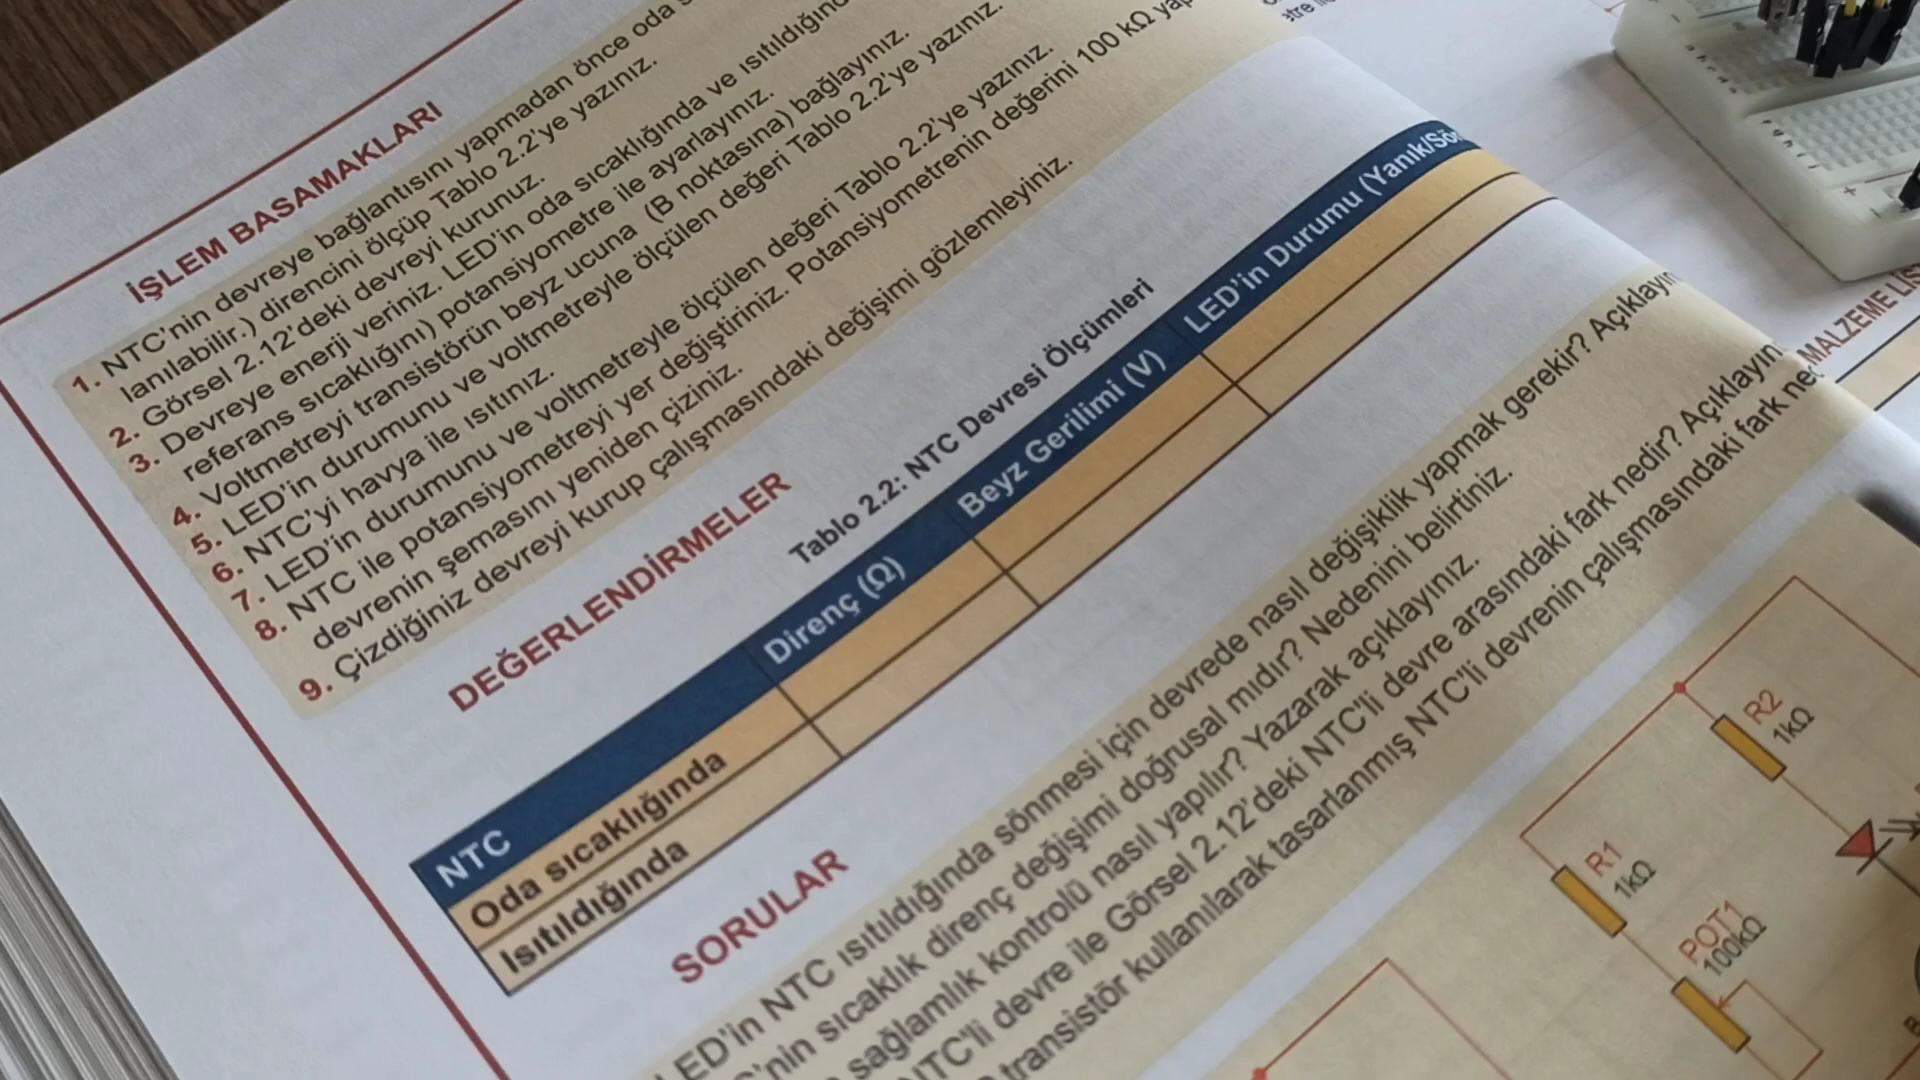 İŞLEM BASAMAKLARI
1. NTC'nin devreye bağlantısını yapmadan önce oda
lanılabilir.) direncini ölçüp Tablo 2.2'ye yazınız.
2. Görsel 2.12'deki devreyi kurunuz.
3. Devreye enerji veriniz. LED'in oda sıcaklığında ve ısıtıldığın
referans sıcaklığını) potansiyometre ile ayarlayınız.
4. Voltmetreyi transistörün beyz ucuna (B noktasına) bağlayınız.
5. LED'in durumunu ve voltmetreyle ölçülen değeri Tablo 2.2'ye yazınız.
6. NTC'yi havya ile ısıtınız.
7. LED'in durumunu ve voltmetreyle ölçülen değeri Tablo 2.2'ye yazınız.
8. NTC ile potansiyometreyi yer değiştiriniz. Potansiyometrenin değerini 100 kΩ
devrenin şemasını yeniden çiziniz.
9. Çizdiğiniz devreyi kurup çalışmasındaki değişimi gözlemleyiniz.
DEĞERLENDİRMELER
Tablo 2.2: NTC Devresi Ölçümleri
NTC Direnç (Ω) Beyz Gerilimi (V) LED'in Durumu (Yanık/Sö
Oda sıcaklığında
Isıtıldığında
SORULAR
LED'in NTC ısıtıldığında sönmesi için devrede nasıl değişiklik yapmak gerekir? Açıklayın
'nin sıcaklık direnç değişimi doğrusal mıdır? Nedenini belirtiniz.
sağlamlık kontrolü nasıl yapılır? Yazarak açıklayınız.
NTC'li devre ile Görsel 2.12'deki NTC'li devre arasındaki fark nedir? Açıklayın
transistör kullanılarak tasarlanmış NTC'li devrenin çalışmasındaki fark ne
MALZEME LİS
R2
1kΩ
R1
1kΩ
POT1
100kΩ
B